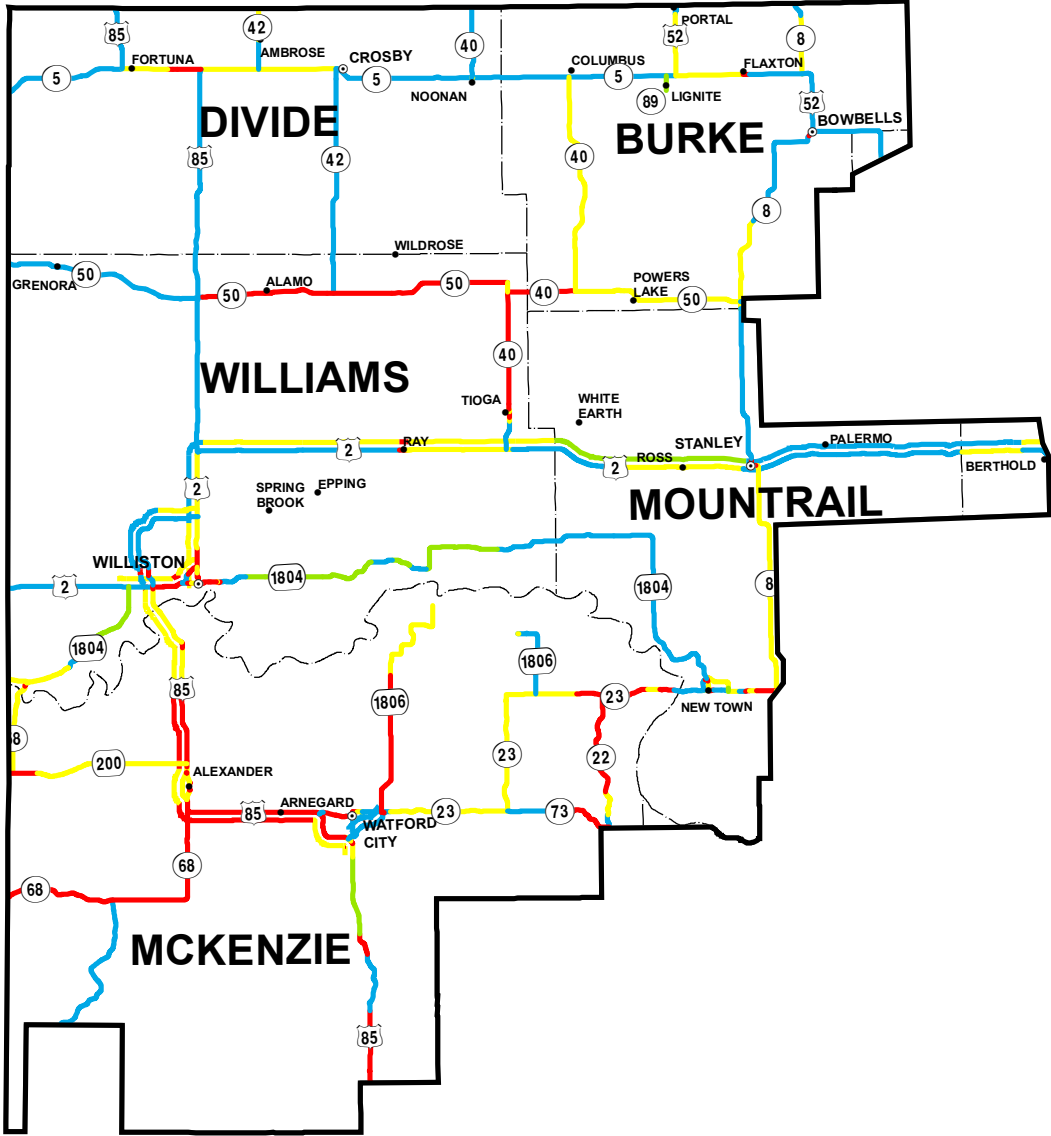 85
42
AMBROSE
FORTUNA
5
CROSBY
5
40
NOONAN
PORTAL
52
8
COLUMBUS
5
FLAXTON
89
LIGNITE
52
BOWBELLS
DIVIDE
BURKE
85
42
40
8
WILDROSE
GRENORA
50
ALAMO
50
50
40
POWERS
LAKE
50
40
WILLIAMS
TIOGA
WHITE
EARTH
RAY
2
STANLEY
PALERMO
ROSS
2
BERTHOLD
MOUNTRAIL
2
EPPING
SPRING
BROOK
WILLISTON
2
1804
1804
8
1804
85
1806
1806
23
NEW TOWN
8
200
23
22
ALEXANDER
85
ARNEGARD
WATFORD
CITY
23
73
68
68
MCKENZIE
85